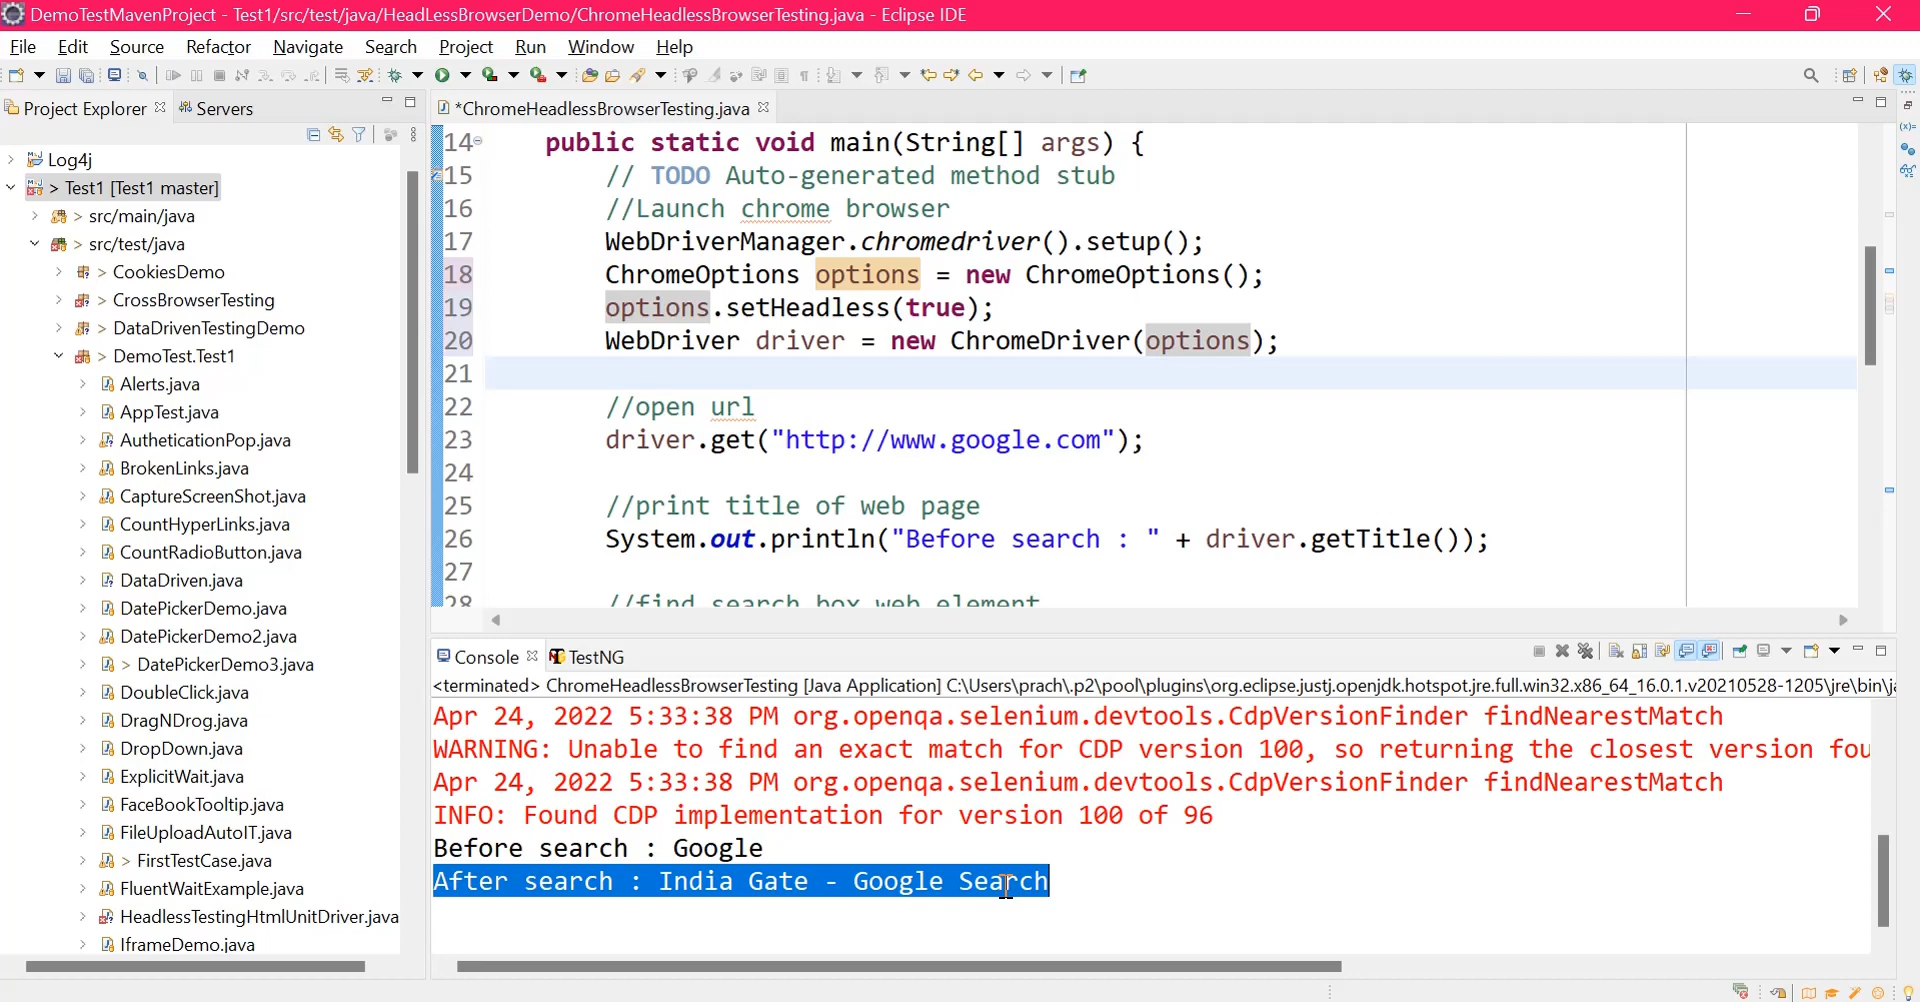 DemoTestMavenProject - Test1/src/test/java/HeadLessBrowserDemo/ChromeHeadlessBrowserTesting.java - Eclipse IDE
File Edit Source Refactor Navigate Search Project Run Window Help
Project Explorer
Servers
Log4j
> Test1 [Test1 master]
> src/main/java
> src/test/java
> CookiesDemo
> CrossBrowserTesting
> DataDrivenTestingDemo
> DemoTest.Test1
Alerts.java
AppTest.java
AutheticationPop.java
BrokenLinks.java
CaptureScreenShot.java
CountHyperLinks.java
CountRadioButton.java
DataDriven.java
DatePickerDemo.java
DatePickerDemo2.java
> DatePickerDemo3.java
DoubleClick.java
DragNDrog.java
DropDown.java
ExplicitWait.java
FaceBookTooltip.java
FileUploadAutoIT.java
> FirstTestCase.java
FluentWaitExample.java
HeadlessTestingHtmlUnitDriver.java
IframeDemo.java
*ChromeHeadlessBrowserTesting.java
14 public static void main(String[] args) {
15 // TODO Auto-generated method stub
16 //Launch chrome browser
17 WebDriverManager.chromedriver().setup();
18 ChromeOptions options = new ChromeOptions();
19 options.setHeadless(true);
20 WebDriver driver = new ChromeDriver(options);
21
22 //open url
23 driver.get("http://www.google.com");
24
25 //print title of web page
26 System.out.println("Before search : " + driver.getTitle());
27
28 //find search box web element
Console
TestNG
<terminated> ChromeHeadlessBrowserTesting [Java Application] C:\Users\prach\.p2\pool\plugins\org.eclipse.justj.openjdk.hotspot.jre.full.win32.x86_64_16.0.1.v20210528-1205\jre\bin\j
Apr 24, 2022 5:33:38 PM org.openqa.selenium.devtools.CdpVersionFinder findNearestMatch
WARNING: Unable to find an exact match for CDP version 100, so returning the closest version fou
Apr 24, 2022 5:33:38 PM org.openqa.selenium.devtools.CdpVersionFinder findNearestMatch
INFO: Found CDP implementation for version 100 of 96
Before search : Google
After search : India Gate - Google Search